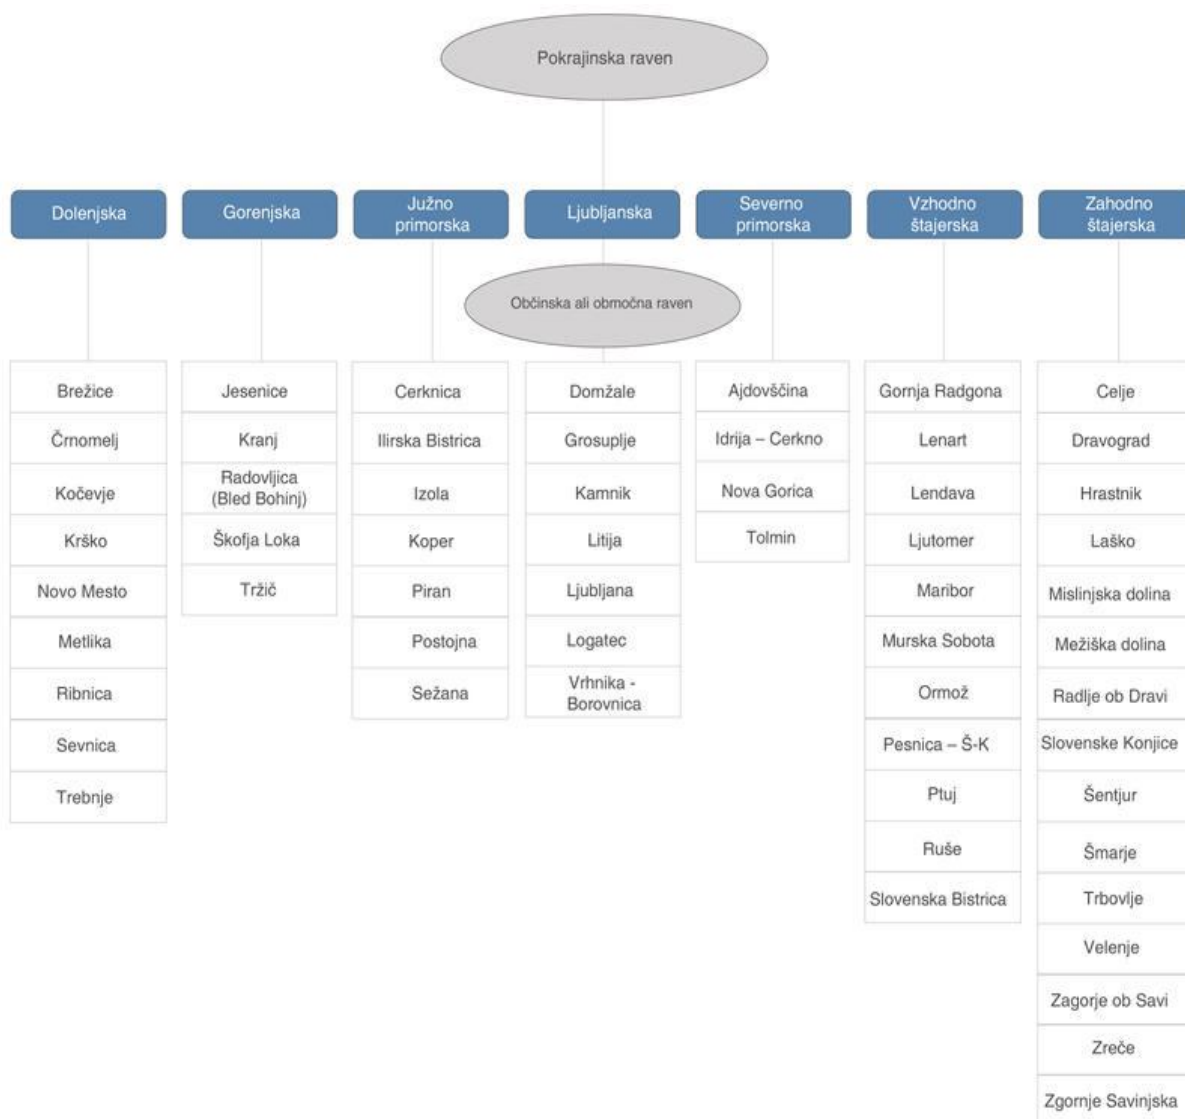 Pokrajinska raven
Dolenjska
Gorenjska
Južno
primorska
Ljubljanska
Severno
primorska
Vzhodno
štajerska
Zahodno
štajerska
Občinska ali območna raven
Brežice
Črnomelj
Kočevje
Krško
Novo Mesto
Metlika
Ribnica
Sevnica
Trebnje
Jesenice
Kranj
Radovljica
(Bled Bohinj)
Škofja Loka
Tržič
Cerknica
Ilirska Bistrica
Izola
Koper
Piran
Postojna
Sežana
Domžale
Grosuplje
Kamnik
Litija
Ljubljana
Logatec
Vrhnika -
Borovnica
Ajdovščina
Idrija – Cerkno
Nova Gorica
Tolmin
Gornja Radgona
Lenart
Lendava
Ljutomer
Maribor
Murska Sobota
Ormož
Pesnica – Š-K
Ptuj
Ruše
Slovenska Bistrica
Celje
Dravograd
Hrastnik
Laško
Mislinjska dolina
Mežiška dolina
Radlje ob Dravi
Slovenske Konjice
Šentjur
Šmarje
Trbovlje
Velenje
Zagorje ob Savi
Zreče
Zgornje Savinjska